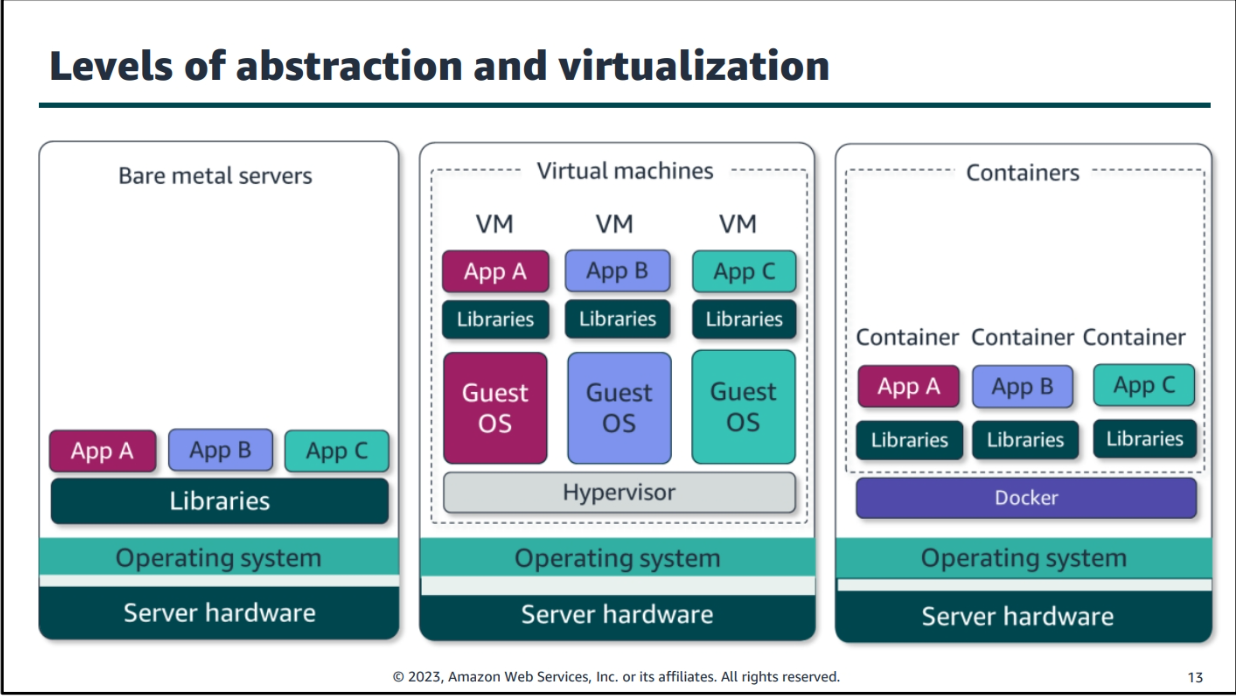 Levels of abstraction and virtualization
Bare metal servers
App A App B App C
Libraries
Operating system
Server hardware
Virtual machines
VM VM VM
App A App B App C
Libraries Libraries Libraries
Guest Guest Guest
OS OS OS
Hypervisor
Operating system
Server hardware
Containers
Container Container Container
App A App B App C
Libraries Libraries Libraries
Docker
Operating system
Server hardware
© 2023, Amazon Web Services, Inc. or its affiliates. All rights reserved.
13